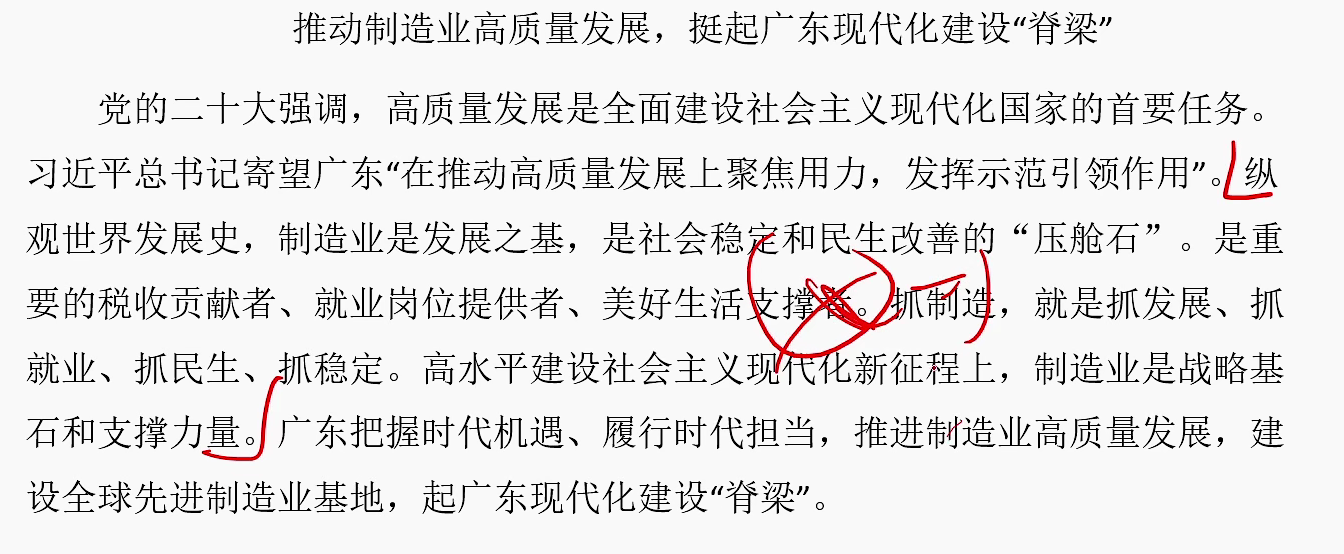 推动制造业高质量发展，挺起广东现代化建设“脊梁”
党的二十大强调，高质量发展是全面建设社会主义现代化国家的首要任务。
习近平总书记寄望广东“在推动高质量发展上聚焦用力，发挥示范引领作用”。纵
观世界发展史，制造业是发展之基，是社会稳定和民生改善的“压舱石”。是重
要的税收贡献者、就业岗位提供者、美好生活支撑者。抓制造，就是抓发展、抓
就业、抓民生、抓稳定。高水平建设社会主义现代化新征程上，制造业是战略基
石和支撑力量。广东把握时代机遇、履行时代担当，推进制造业高质量发展，建
设全球先进制造业基地，起广东现代化建设“脊梁”。